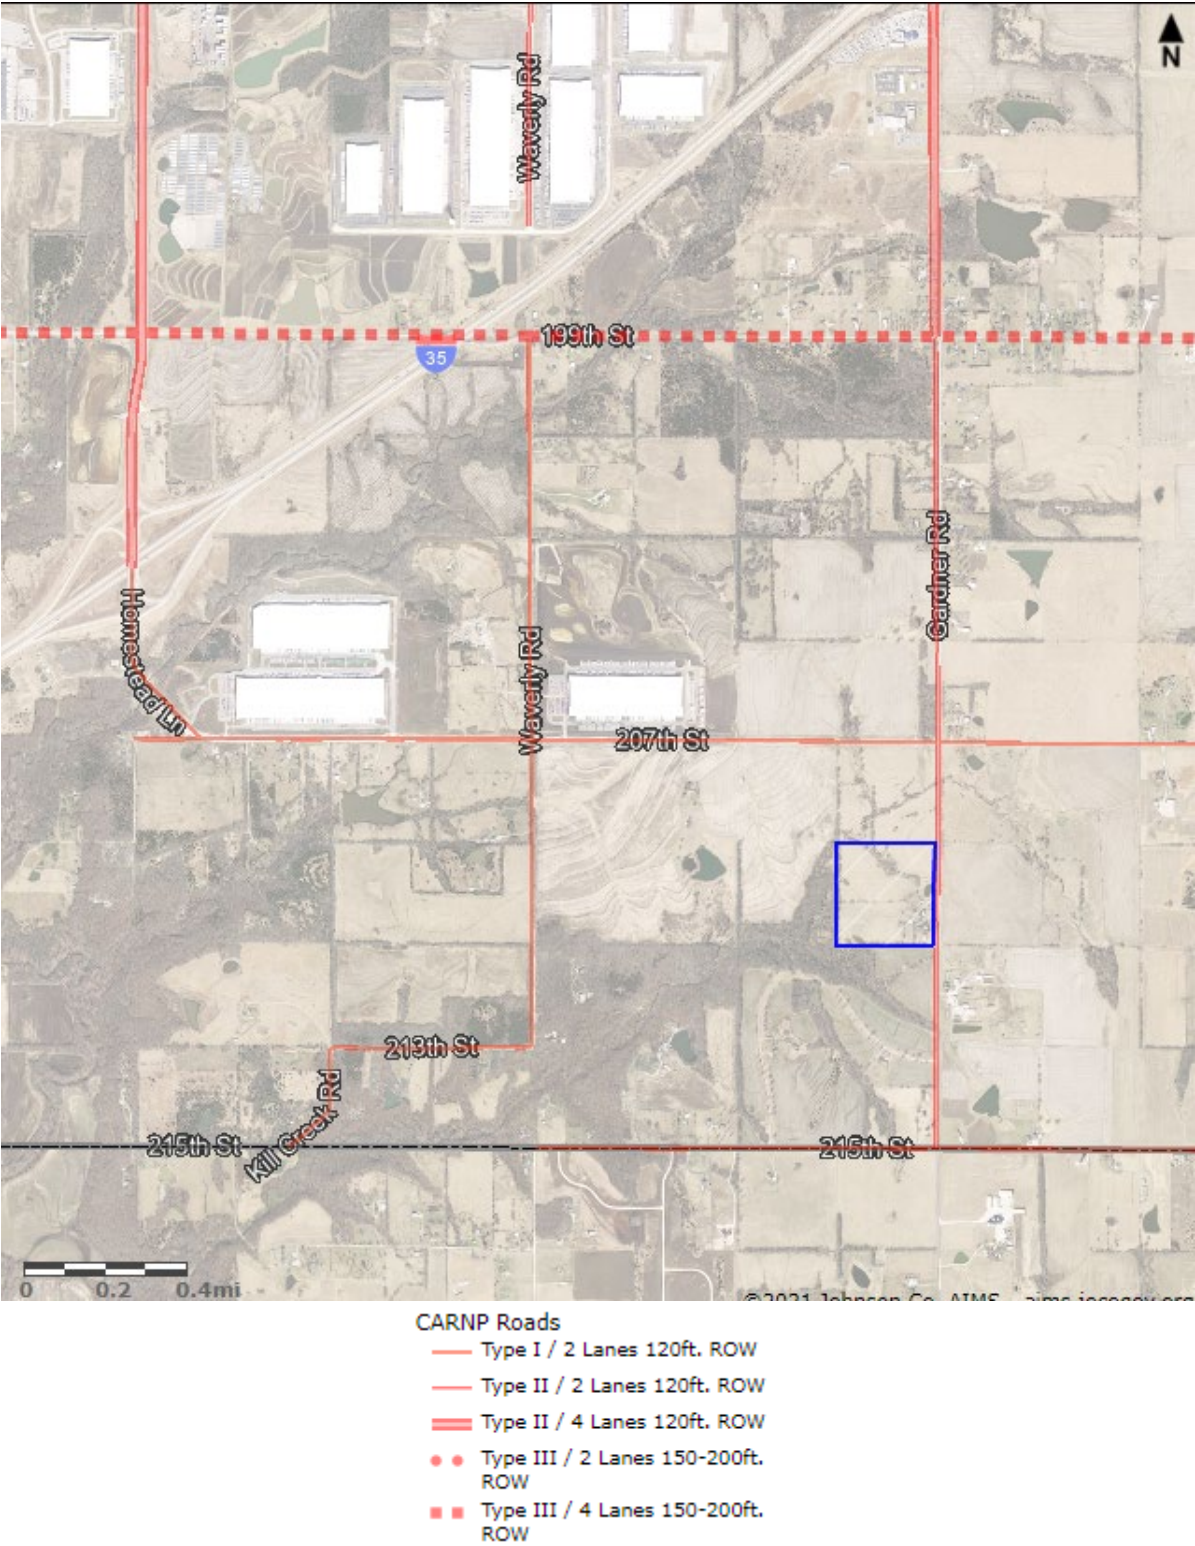 N
Waverly Rd
199th St
35
Gardner Rd
Homestead Ln
Waverly Rd
207th St
213th St
Kill Creek Rd
215th St
215th St
0 0.2 0.4mi
©2021 Johnson Co. AIMS - aims.jocogov.org
CARNP Roads
Type I / 2 Lanes 120ft. ROW
Type II / 2 Lanes 120ft. ROW
Type II / 4 Lanes 120ft. ROW
Type III / 2 Lanes 150-200ft.
ROW
Type III / 4 Lanes 150-200ft.
ROW